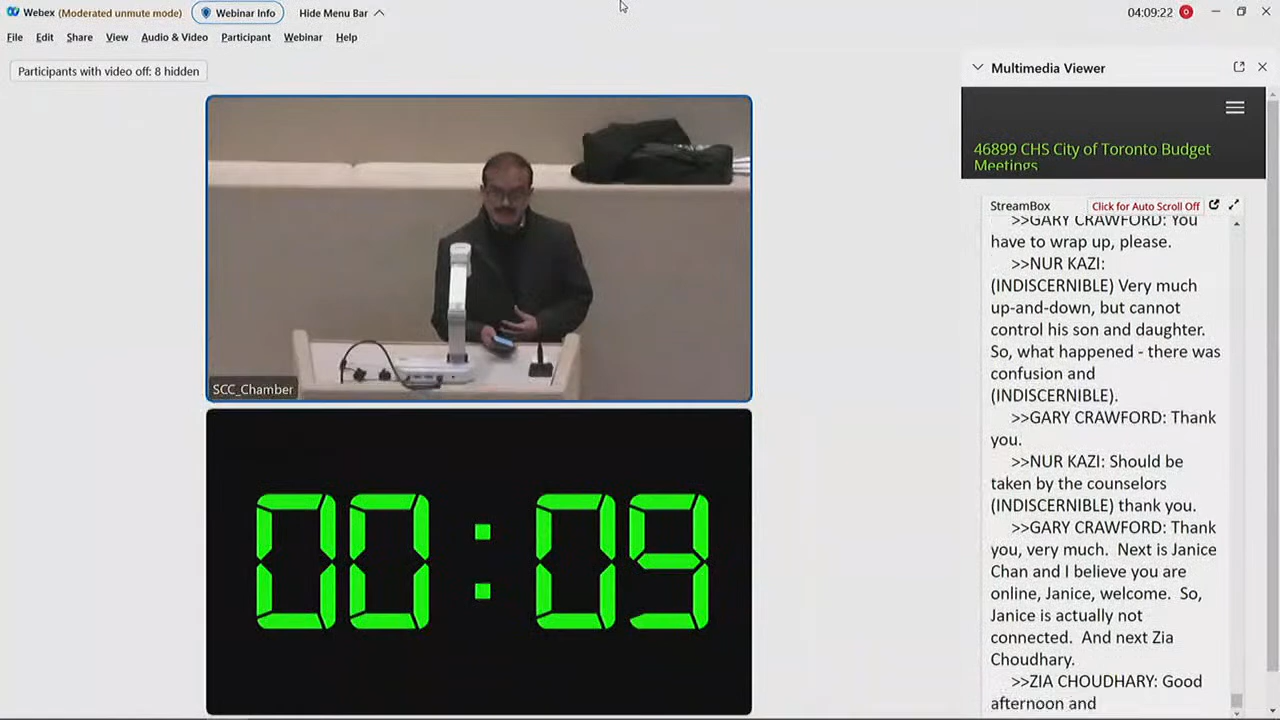 Webex (Moderated unmute mode) Webinar Info Hide Menu Bar 04:09:22
File Edit Share View Audio & Video Participant Webinar Help
Participants with video off: 8 hidden
Multimedia Viewer
46899 CHS City of Toronto Budget
Meetings
StreamBox Click for Auto Scroll Off
>>GARY CRAWFORD: You
have to wrap up, please.
>>NUR KAZI:
(INDISCERNIBLE) Very much
up-and-down, but cannot
control his son and daughter.
So, what happened - there was
confusion and
(INDISCERNIBLE).
>>GARY CRAWFORD: Thank
you.
>>NUR KAZI: Should be
taken by the counselors
(INDISCERNIBLE) thank you.
>>GARY CRAWFORD: Thank
you, very much. Next is Janice
Chan and I believe you are
online, Janice, welcome. So,
Janice is actually not
connected. And next Zia
Choudhary.
>>ZIA CHOUDHARY: Good
afternoon and
SCC_Chamber
00:09